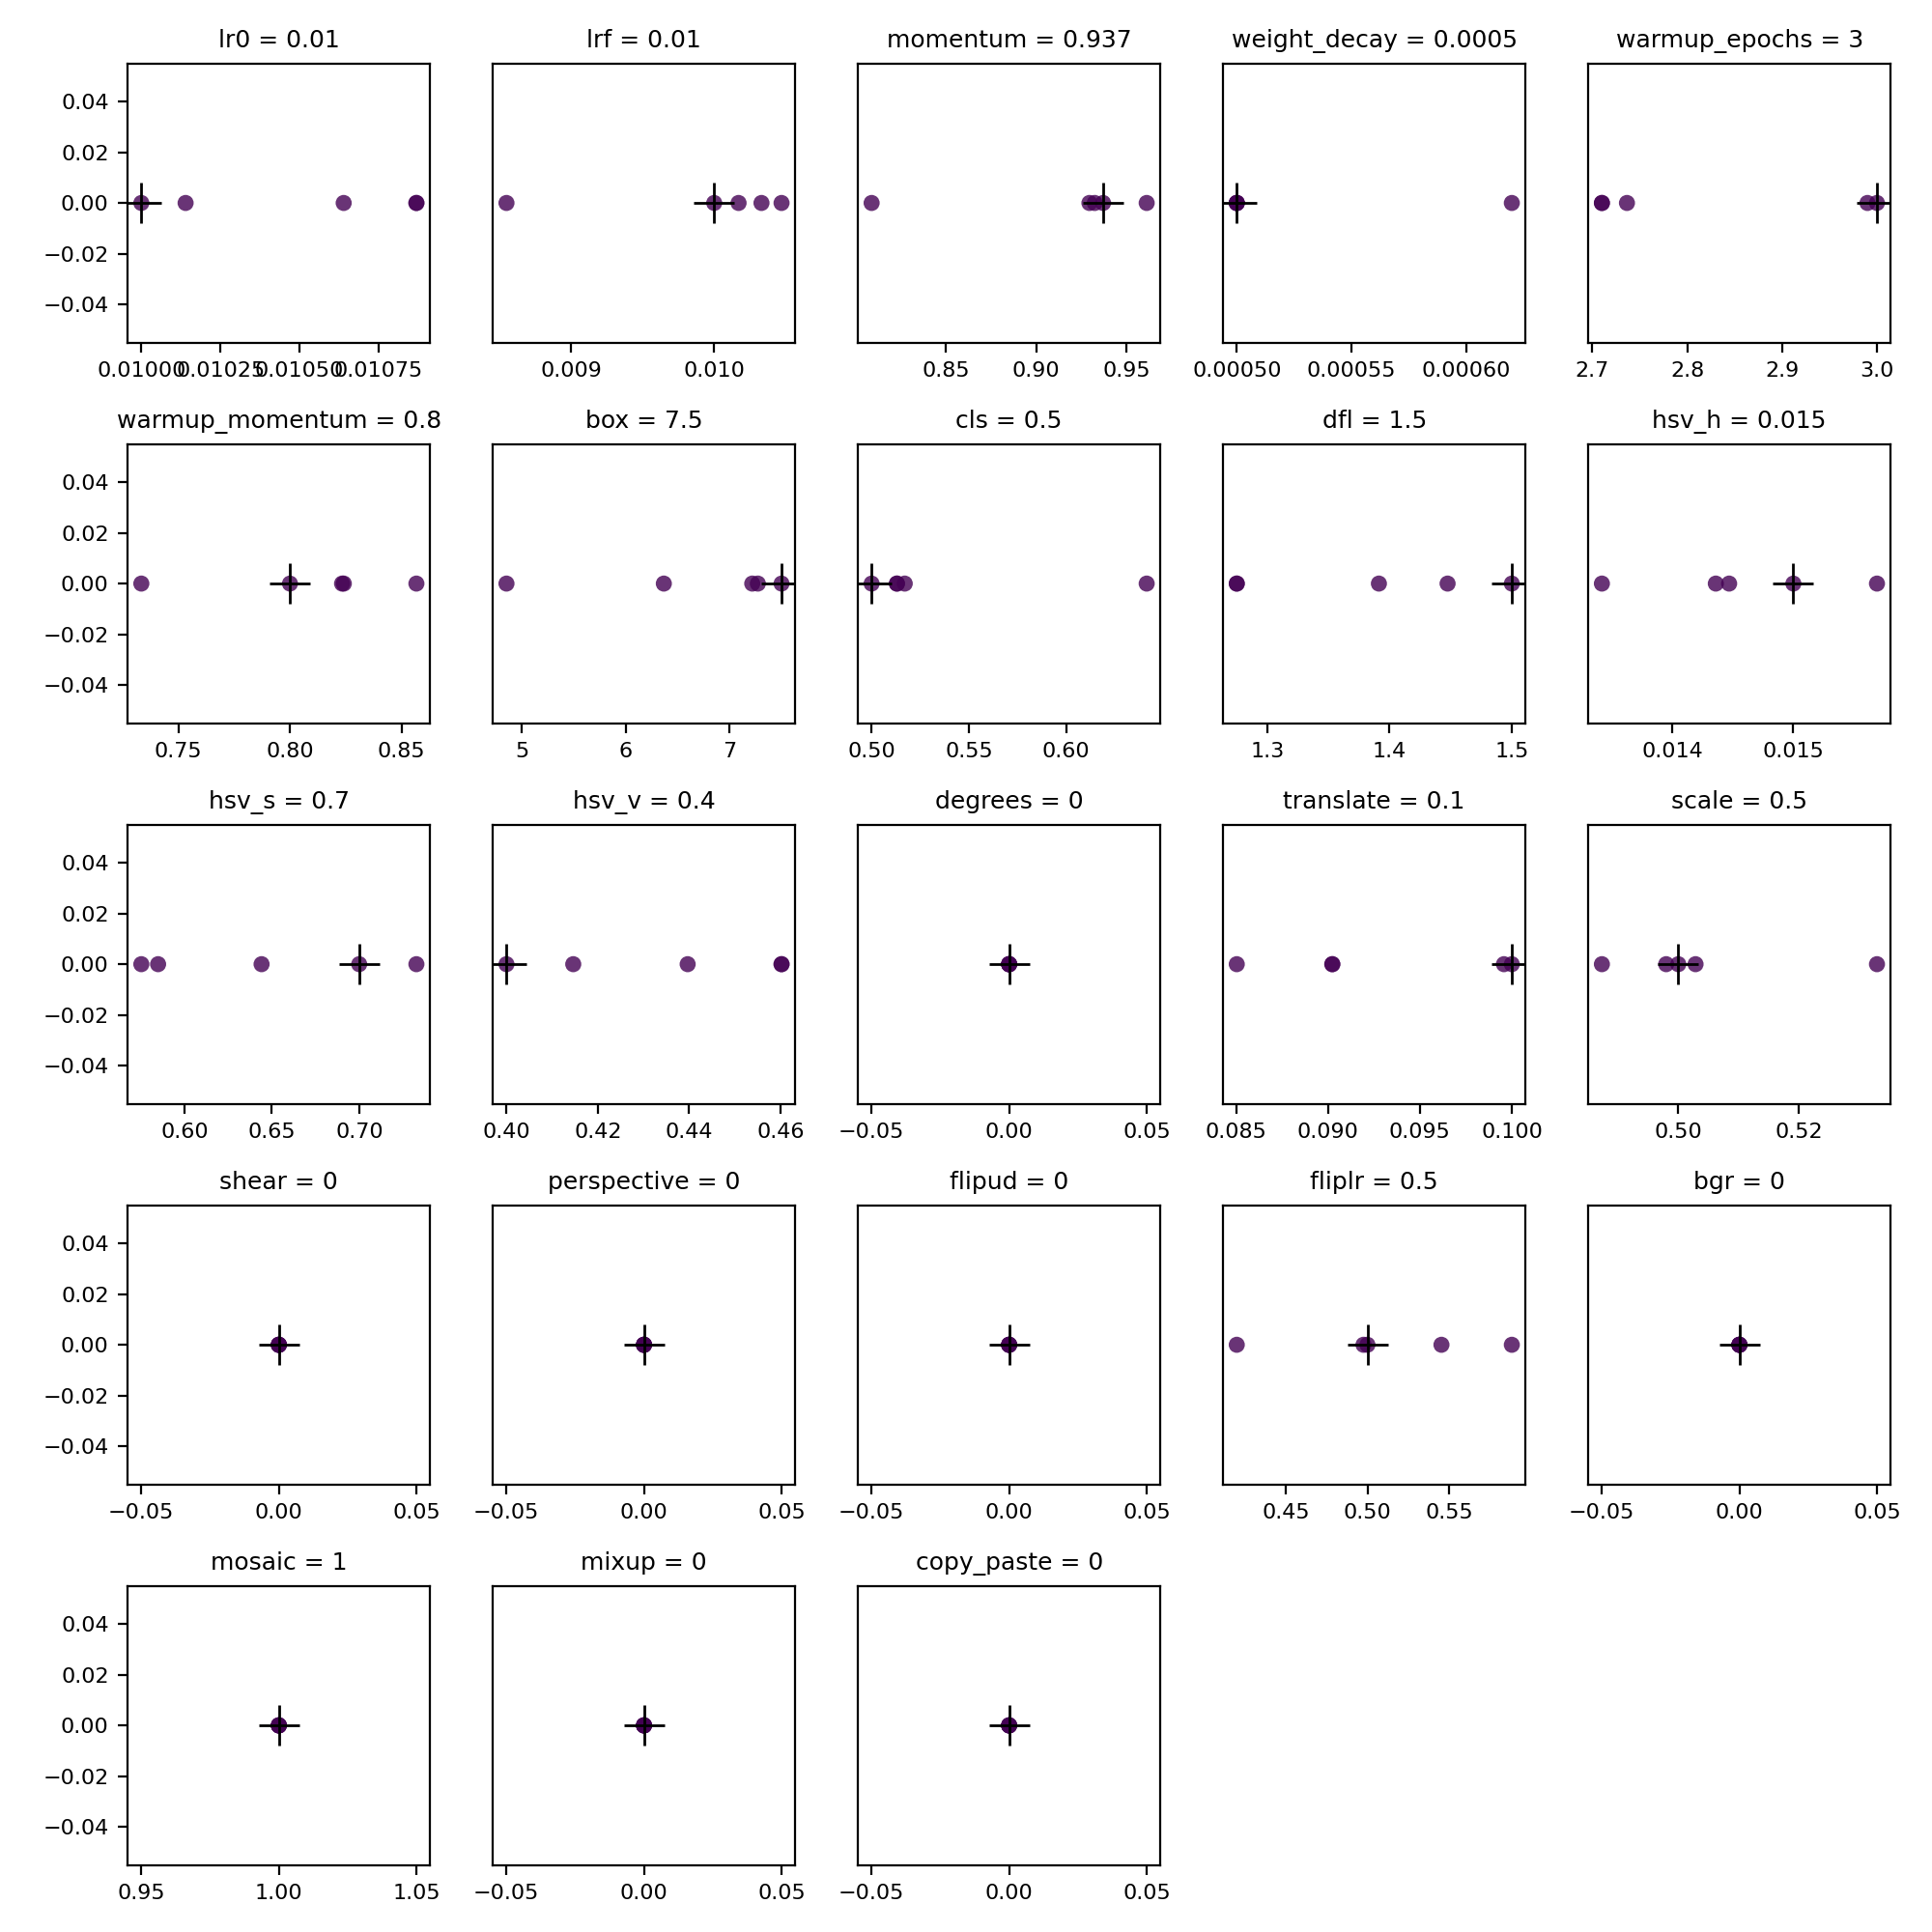 lr0 = 0.01 lrf = 0.01 momentum = 0.937 weight_decay = 0.0005 warmup_epochs = 3
0.04
0.02
0.00
−0.02
−0.04
0.01000 0.01025 0.01050 0.01075 0.009 0.010 0.85 0.90 0.95 0.00050 0.00055 0.00060 2.7 2.8 2.9 3.0
warmup_momentum = 0.8 box = 7.5 cls = 0.5 dfl = 1.5 hsv_h = 0.015
0.04
0.02
0.00
−0.02
−0.04
0.75 0.80 0.85 5 6 7 0.50 0.55 0.60 1.3 1.4 1.5 0.014 0.015
hsv_s = 0.7 hsv_v = 0.4 degrees = 0 translate = 0.1 scale = 0.5
0.04
0.02
0.00
−0.02
−0.04
0.60 0.65 0.70 0.40 0.42 0.44 0.46 −0.05 0.00 0.05 0.085 0.090 0.095 0.100 0.50 0.52
shear = 0 perspective = 0 flipud = 0 fliplr = 0.5 bgr = 0
0.04
0.02
0.00
−0.02
−0.04
−0.05 0.00 0.05 −0.05 0.00 0.05 −0.05 0.00 0.05 0.45 0.50 0.55 −0.05 0.00 0.05
mosaic = 1 mixup = 0 copy_paste = 0
0.04
0.02
0.00
−0.02
−0.04
0.95 1.00 1.05 −0.05 0.00 0.05 −0.05 0.00 0.05